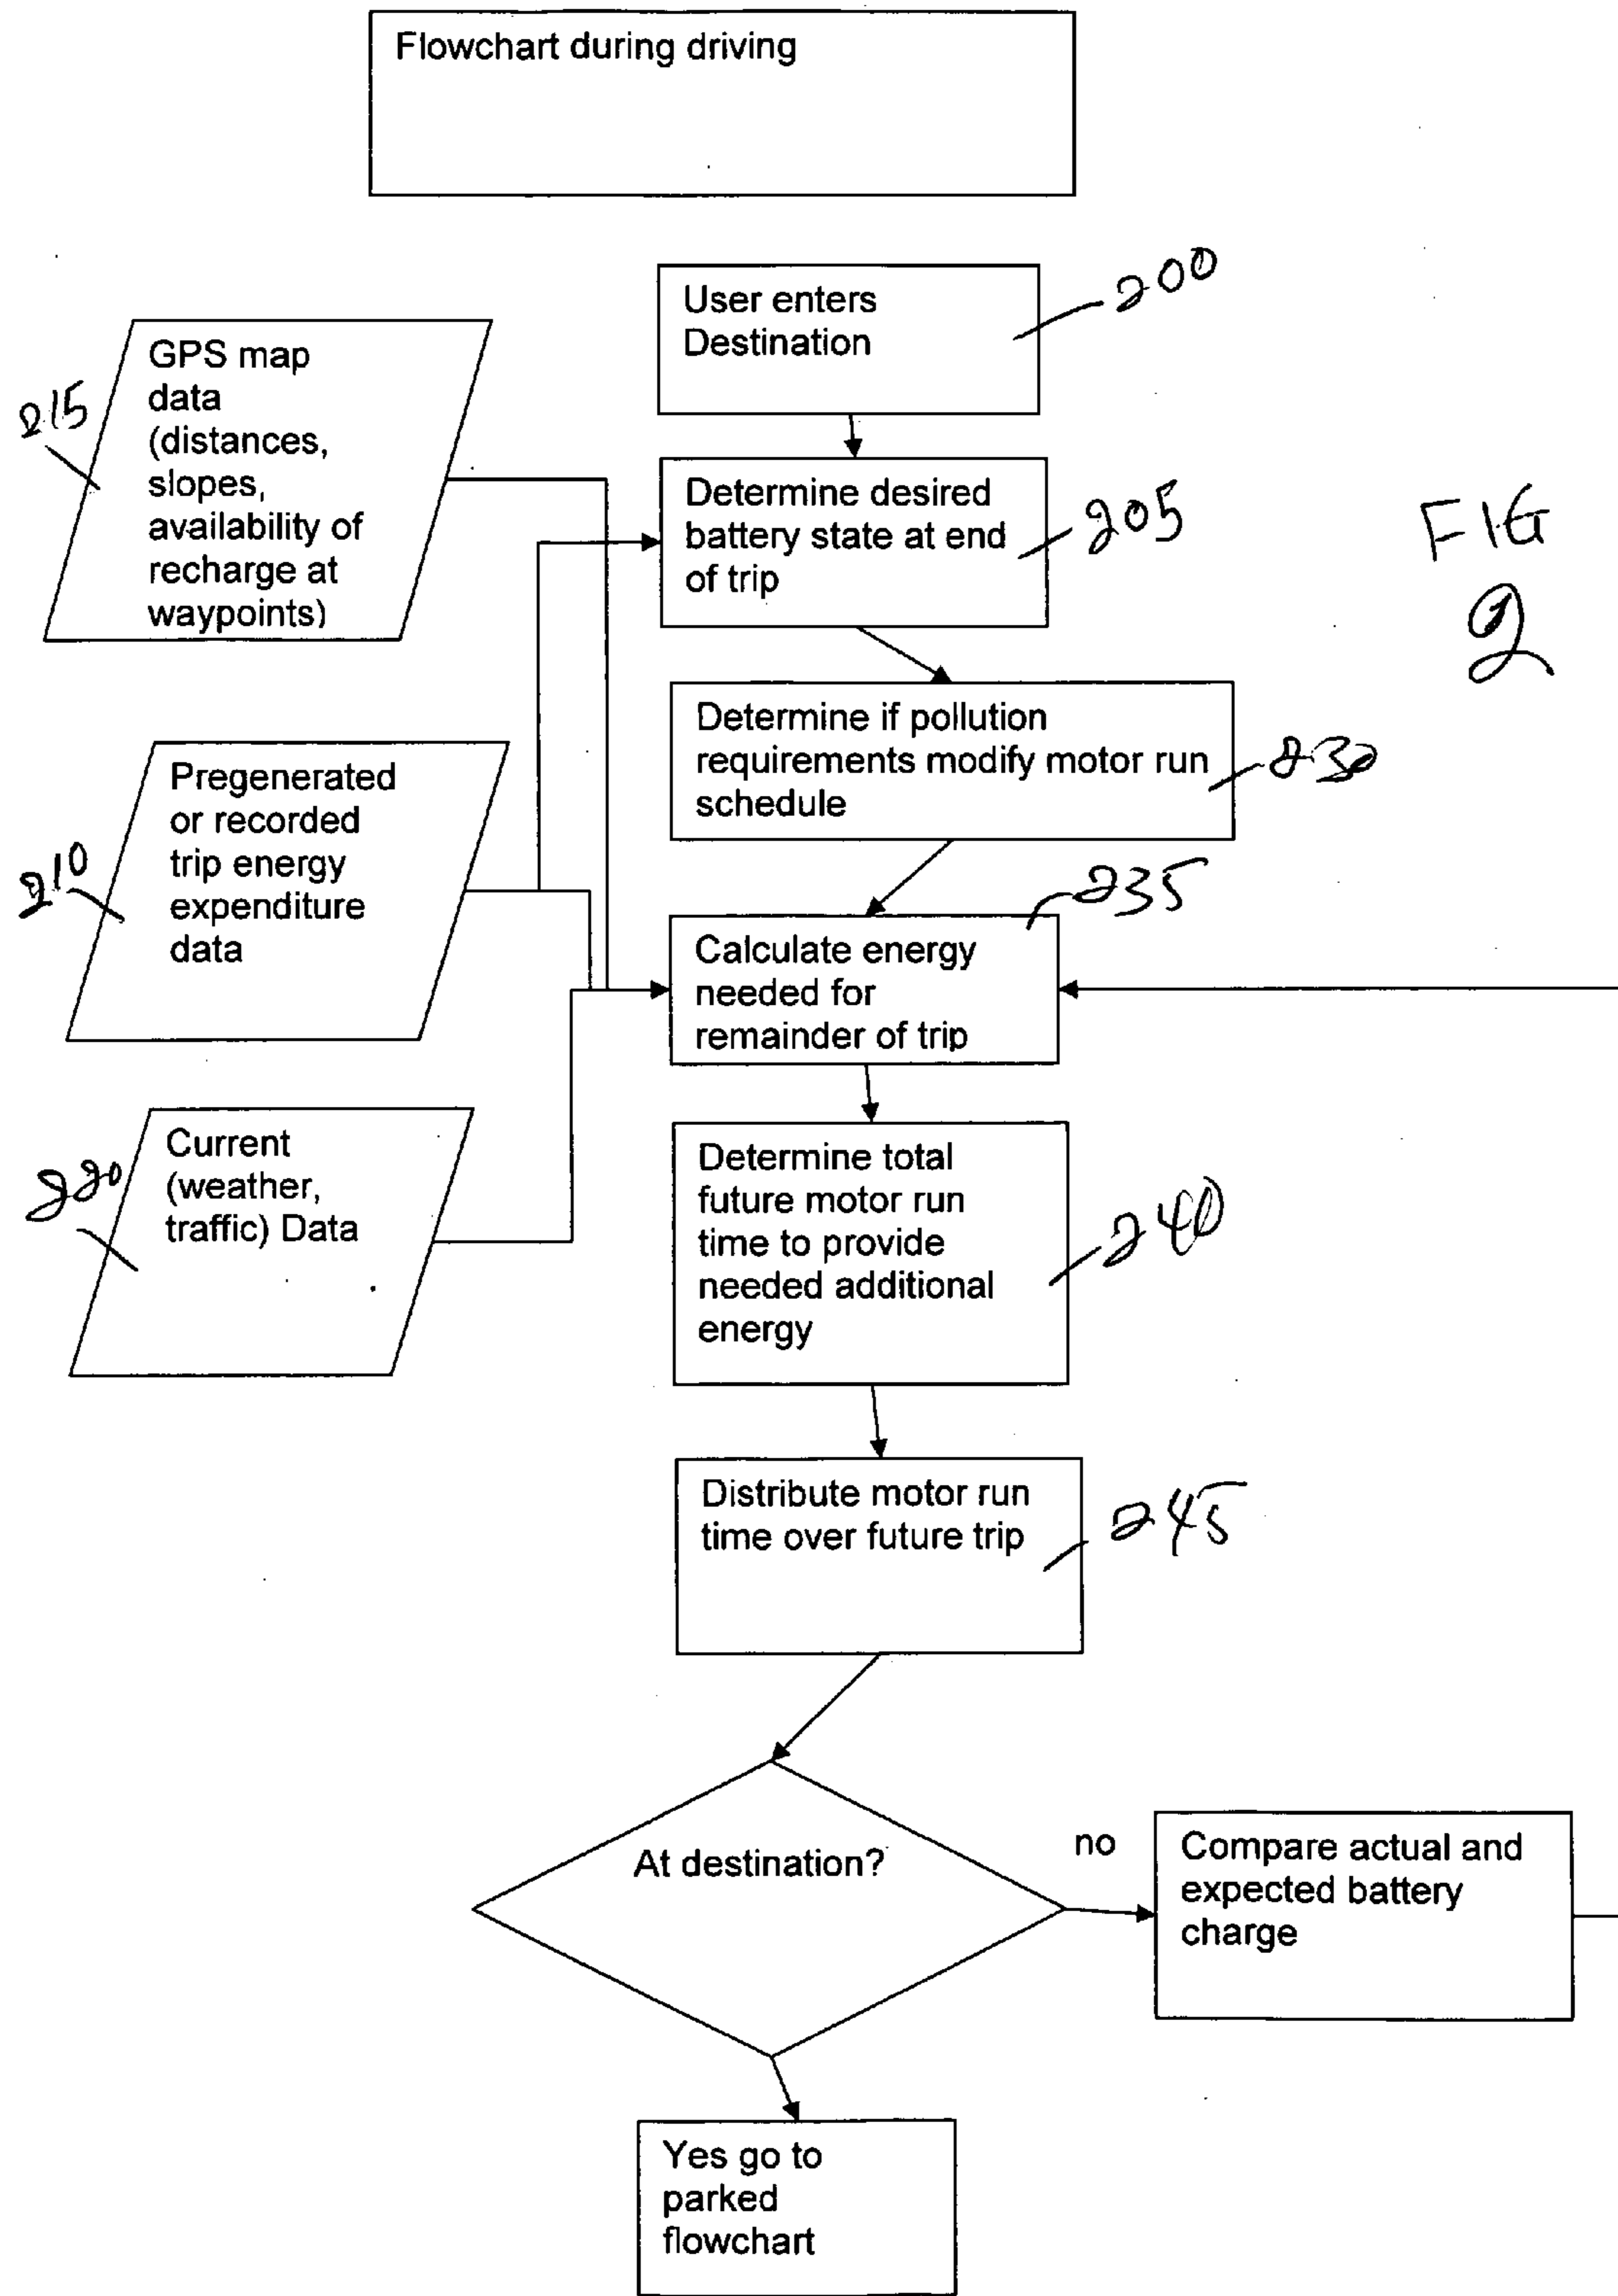 Flowchart during driving
User enters
Destination
200
GPS map
data
(distances,
slopes,
availability of
recharge at
waypoints)
215
Determine desired
battery state at end
of trip
205
FIG
2
Determine if pollution
requirements modify motor run
schedule
230
Pregenerated
or recorded
trip energy
expenditure
data
210
Calculate energy
needed for
remainder of trip
235
Current
(weather,
traffic) Data
220
Determine total
future motor run
time to provide
needed additional
energy
240
Distribute motor run
time over future trip
245
At destination?
no
Compare actual and
expected battery
charge
Yes go to
parked
flowchart